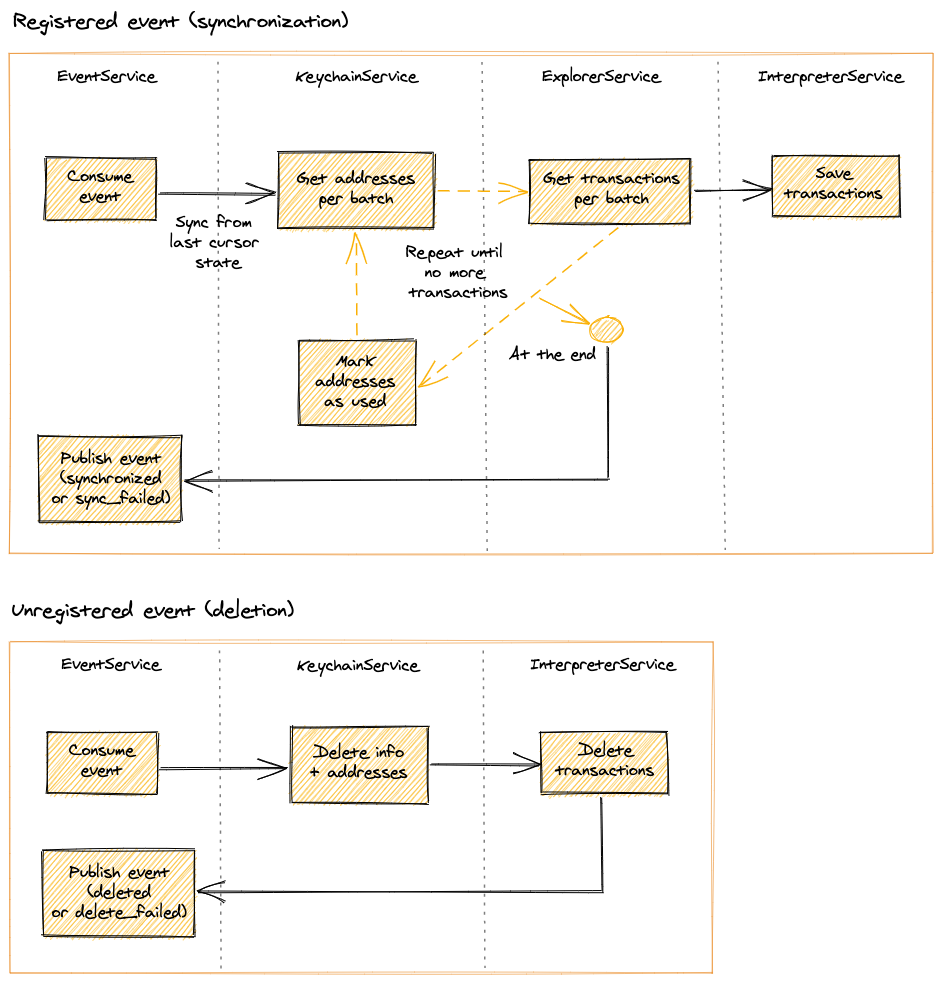 Registered event (synchronization)
EventService
KeychainService
ExplorerService
InterpreterService
Consume
event
Sync from
last cursor
state
Get addresses
per batch
Get transactions
per batch
Save
transactions
Repeat until
no more
transactions
At the end
Mark
addresses
as used
Publish event
(synchronized
or sync_failed)
Unregistered event (deletion)
EventService
KeychainService
InterpreterService
Consume
event
Delete info
+ addresses
Delete
transactions
Publish event
(deleted
or delete_failed)